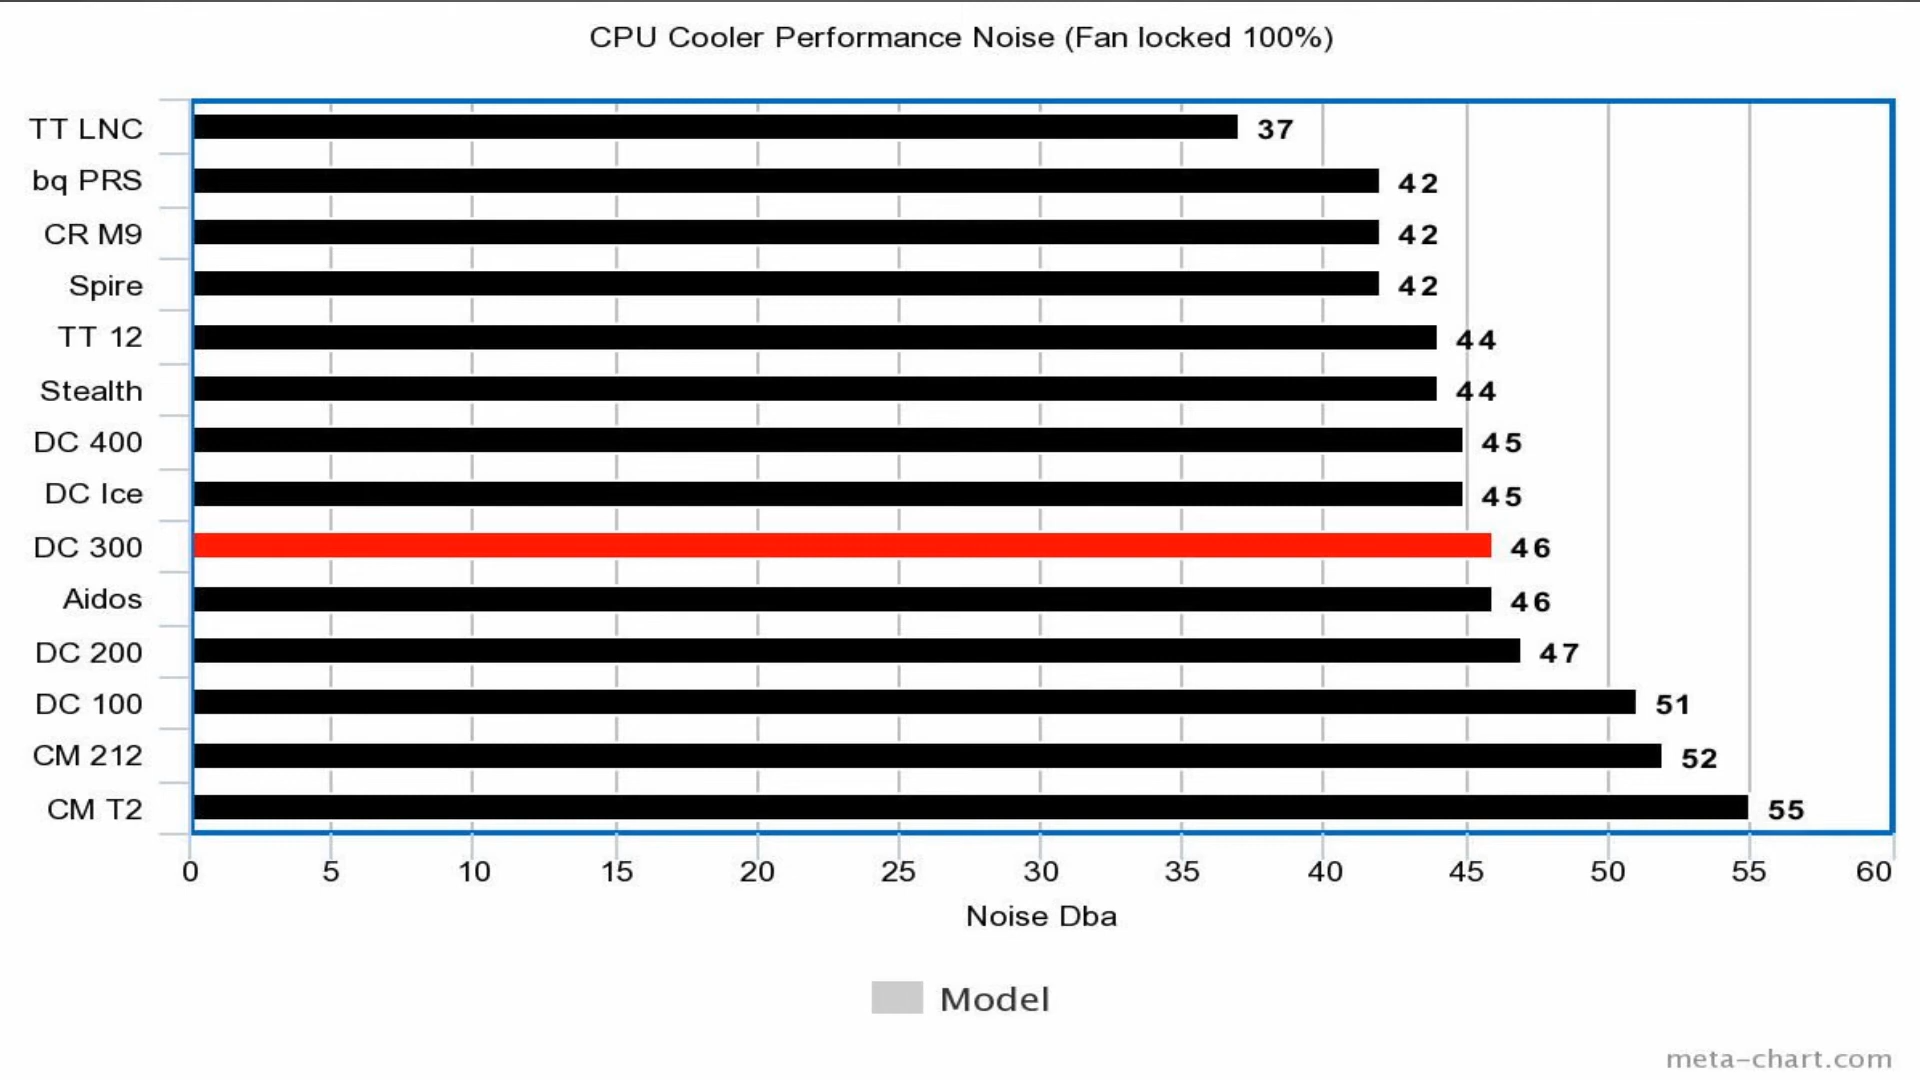 CPU Cooler Performance Noise (Fan locked 100%)
TT LNC 37
bq PRS 42
CR M9 42
Spire 42
TT 12 44
Stealth 44
DC 400 45
DC Ice 45
DC 300 46
Aidos 46
DC 200 47
DC 100 51
CM 212 52
CM T2 55
0 5 10 15 20 25 30 35 40 45 50 55 60
Noise Dba
Model
meta-chart.com